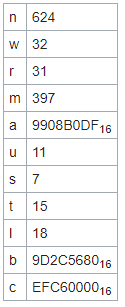 n 624
w 32
r 31
m 397
a 9908B0DF₁₆
u 11
s 7
t 15
l 18
b 9D2C5680₁₆
c EFC60000₁₆